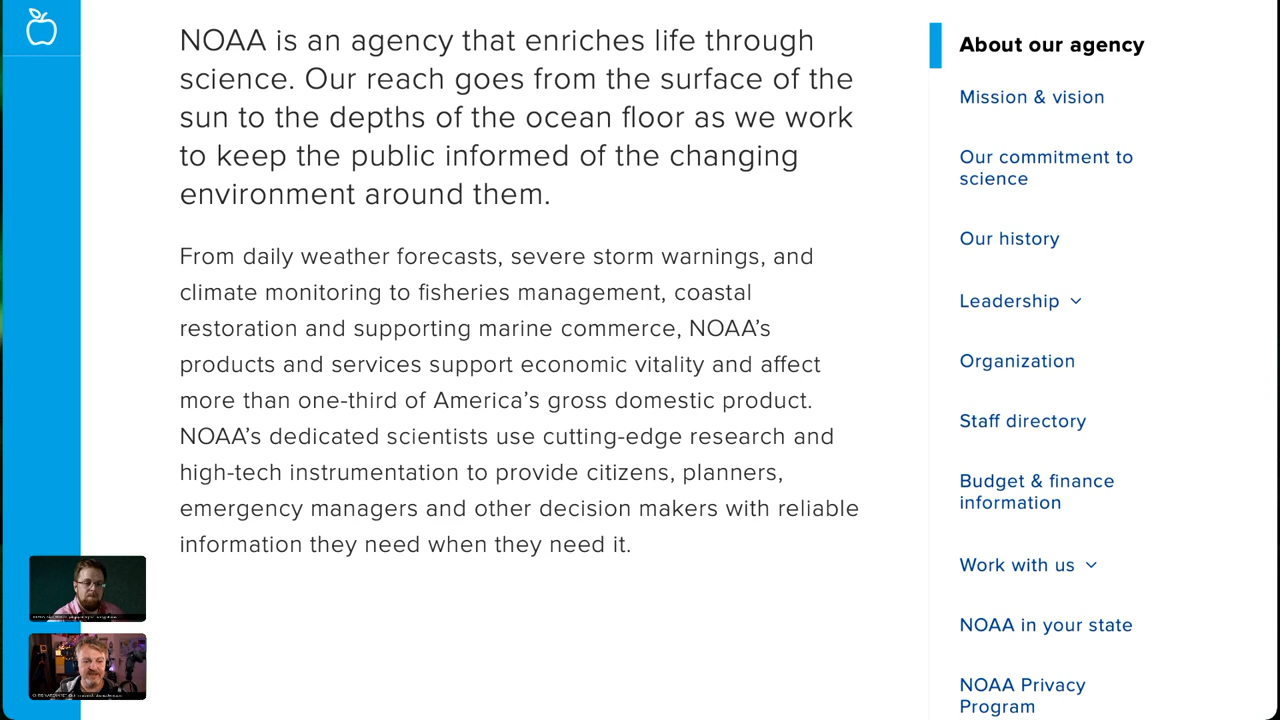 NOAA is an agency that enriches life through
science. Our reach goes from the surface of the
sun to the depths of the ocean floor as we work
to keep the public informed of the changing
environment around them.
From daily weather forecasts, severe storm warnings, and
climate monitoring to fisheries management, coastal
restoration and supporting marine commerce, NOAA’s
products and services support economic vitality and affect
more than one-third of America’s gross domestic product.
NOAA’s dedicated scientists use cutting-edge research and
high-tech instrumentation to provide citizens, planners,
emergency managers and other decision makers with reliable
information they need when they need it.
About our agency
Mission & vision
Our commitment to
science
Our history
Leadership
Organization
Staff directory
Budget & finance
information
Work with us
NOAA in your state
NOAA Privacy
Program